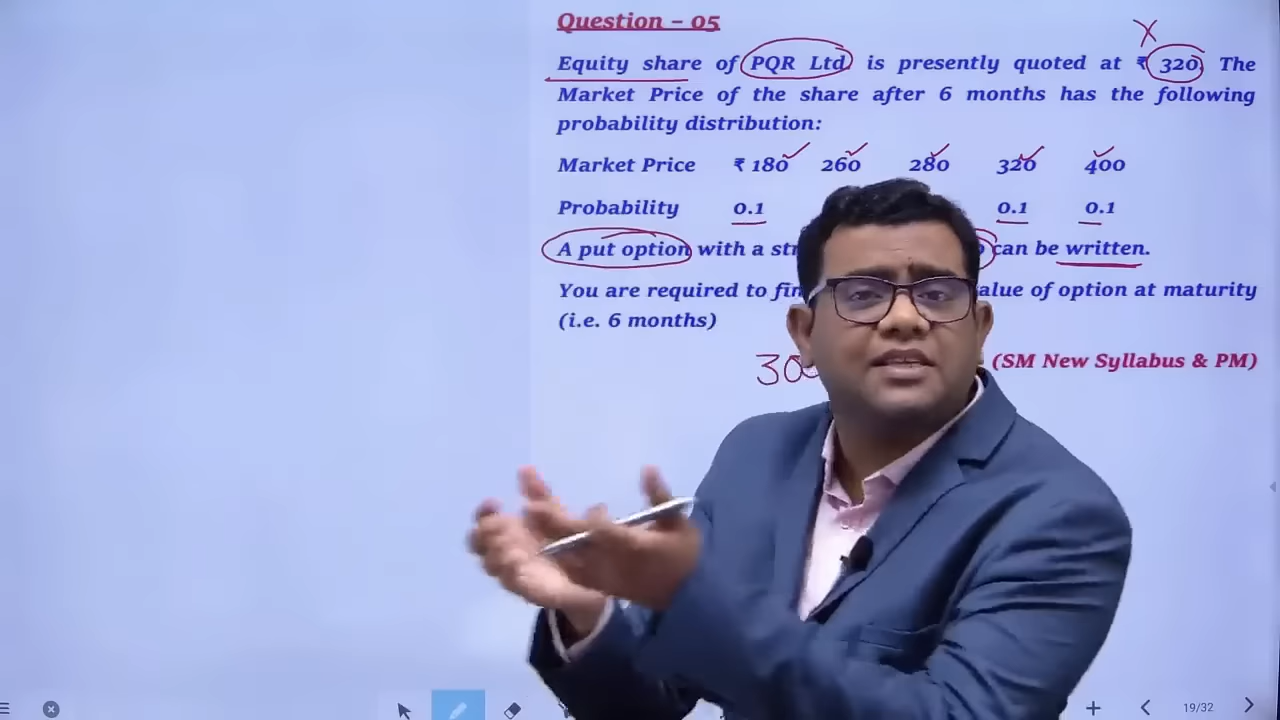 Question – 05
Equity share of PQR Ltd. is presently quoted at ₹ 320. The
Market Price of the share after 6 months has the following
probability distribution:
Market Price ₹ 180 260 280 320 400
Probability 0.1 0.1 0.1
A put option with a can be written.
You are required to of option at maturity
(i.e. 6 months)
(SM New Syllabus & PM)
19/32